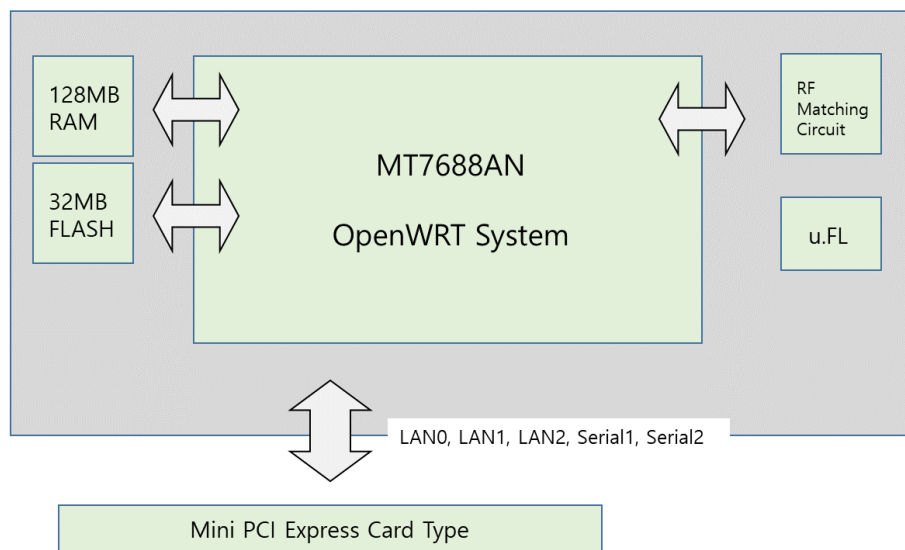 128MB
RAM
32MB
FLASH
MT7688AN
OpenWRT System
RF
Matching
Circuit
u.FL
LAN0, LAN1, LAN2, Serial1, Serial2
Mini PCI Express Card Type